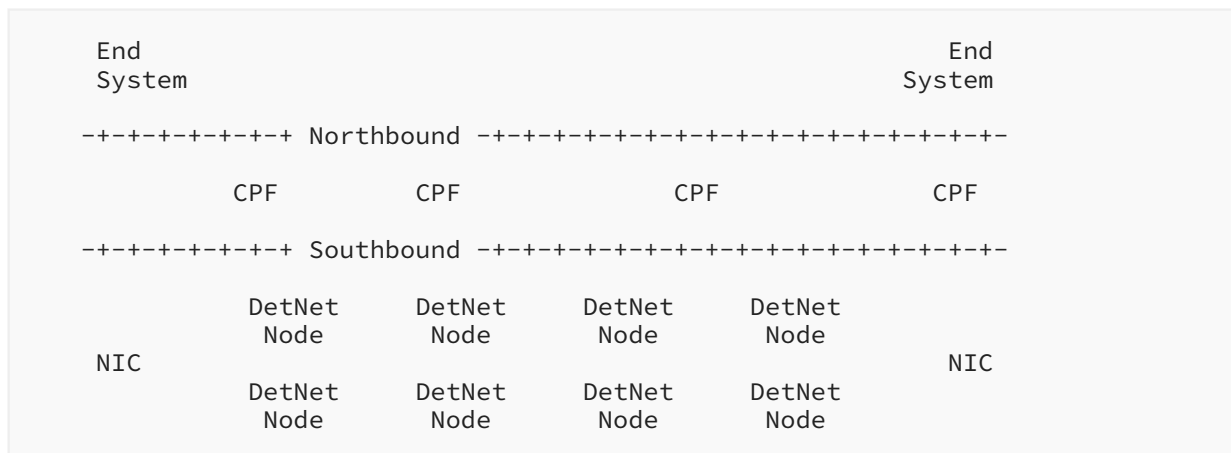 End                                                     End
System                                               System
-+-+-+-+-+-+-+ Northbound -+-+-+-+-+-+-+-+-+-+-+-+-+-+-+-+-+-
CPF         CPF              CPF              CPF
-+-+-+-+-+-+-+ Southbound -+-+-+-+-+-+-+-+-+-+-+-+-+-+-+-+-+-
DetNet     DetNet     DetNet     DetNet
Node       Node       Node       Node
NIC                                                     NIC
DetNet     DetNet     DetNet     DetNet
Node       Node       Node       Node